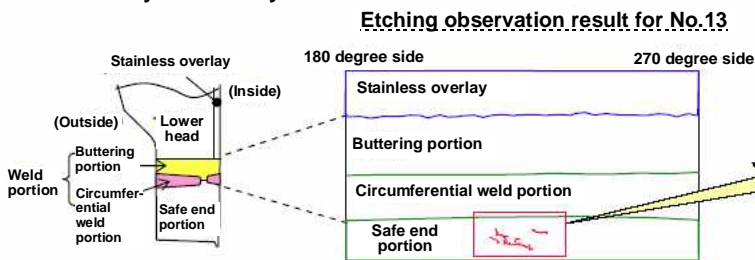 Etching observation result for No.13
Stainless overlay
(Inside)
(Outside)
Lower
head
Weld
portion
Buttering
portion
Circumfer-
ential
weld
portion
Safe end
portion
180 degree side
270 degree side
Stainless overlay
Buttering portion
Circumferential weld portion
Safe end
portion